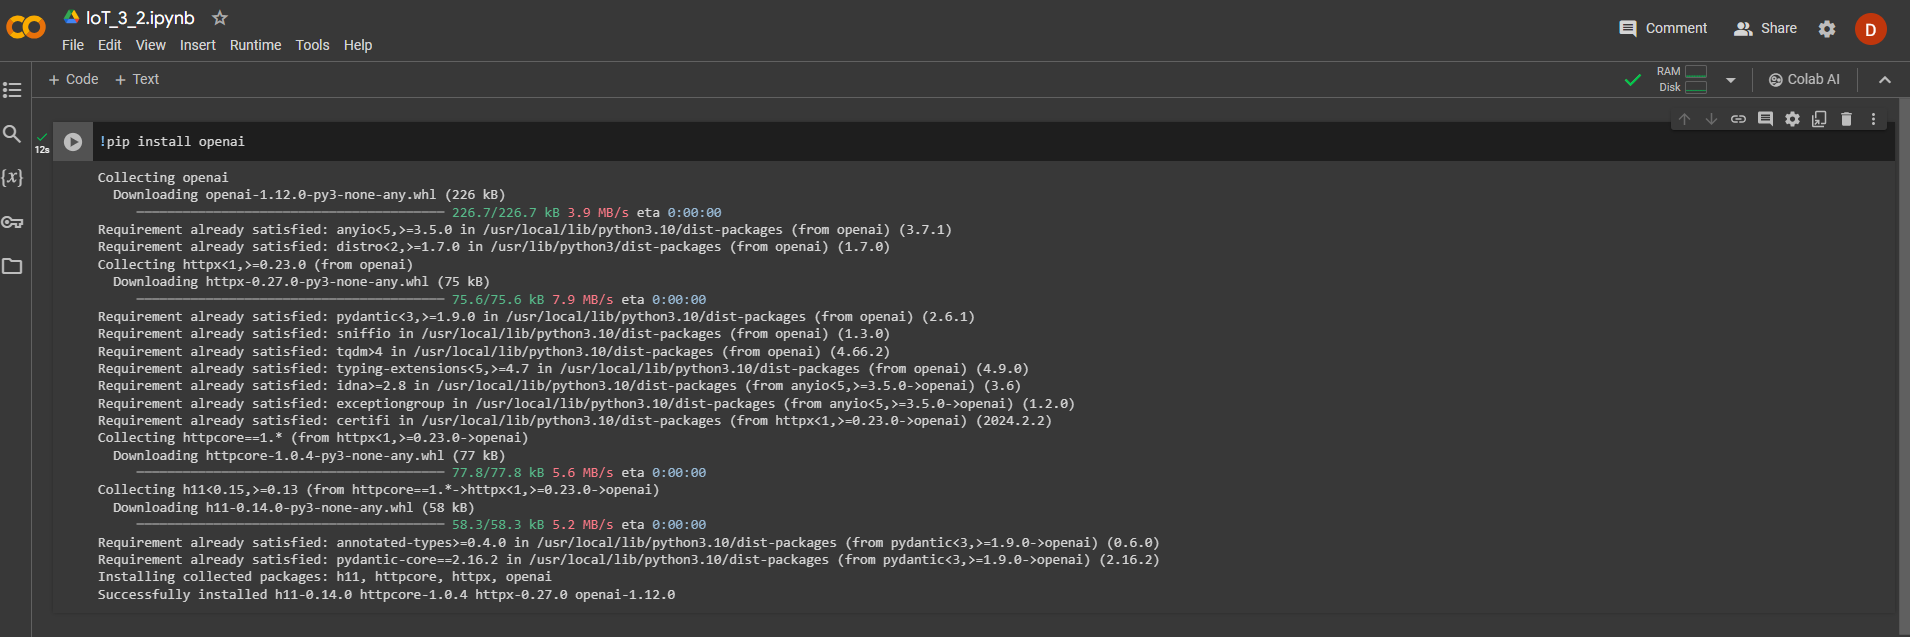 IoT_3_2.ipynb
File Edit View Insert Runtime Tools Help
Comment Share D
+ Code + Text
RAM
Disk
Colab AI
{x}
12s
!pip install openai
Collecting openai
  Downloading openai-1.12.0-py3-none-any.whl (226 kB)
226.7/226.7 kB 3.9 MB/s eta 0:00:00
Requirement already satisfied: anyio<5,>=3.5.0 in /usr/local/lib/python3.10/dist-packages (from openai) (3.7.1)
Requirement already satisfied: distro<2,>=1.7.0 in /usr/lib/python3/dist-packages (from openai) (1.7.0)
Collecting httpx<1,>=0.23.0 (from openai)
  Downloading httpx-0.27.0-py3-none-any.whl (75 kB)
75.6/75.6 kB 7.9 MB/s eta 0:00:00
Requirement already satisfied: pydantic<3,>=1.9.0 in /usr/local/lib/python3.10/dist-packages (from openai) (2.6.1)
Requirement already satisfied: sniffio in /usr/local/lib/python3.10/dist-packages (from openai) (1.3.0)
Requirement already satisfied: tqdm>4 in /usr/local/lib/python3.10/dist-packages (from openai) (4.66.2)
Requirement already satisfied: typing-extensions<5,>=4.7 in /usr/local/lib/python3.10/dist-packages (from openai) (4.9.0)
Requirement already satisfied: idna>=2.8 in /usr/local/lib/python3.10/dist-packages (from anyio<5,>=3.5.0->openai) (3.6)
Requirement already satisfied: exceptiongroup in /usr/local/lib/python3.10/dist-packages (from anyio<5,>=3.5.0->openai) (1.2.0)
Requirement already satisfied: certifi in /usr/local/lib/python3.10/dist-packages (from httpx<1,>=0.23.0->openai) (2024.2.2)
Collecting httpcore==1.* (from httpx<1,>=0.23.0->openai)
  Downloading httpcore-1.0.4-py3-none-any.whl (77 kB)
77.8/77.8 kB 5.6 MB/s eta 0:00:00
Collecting h11<0.15,>=0.13 (from httpcore==1.*->httpx<1,>=0.23.0->openai)
  Downloading h11-0.14.0-py3-none-any.whl (58 kB)
58.3/58.3 kB 5.2 MB/s eta 0:00:00
Requirement already satisfied: annotated-types>=0.4.0 in /usr/local/lib/python3.10/dist-packages (from pydantic<3,>=1.9.0->openai) (0.6.0)
Requirement already satisfied: pydantic-core==2.16.2 in /usr/local/lib/python3.10/dist-packages (from pydantic<3,>=1.9.0->openai) (2.16.2)
Installing collected packages: h11, httpcore, httpx, openai
Successfully installed h11-0.14.0 httpcore-1.0.4 httpx-0.27.0 openai-1.12.0